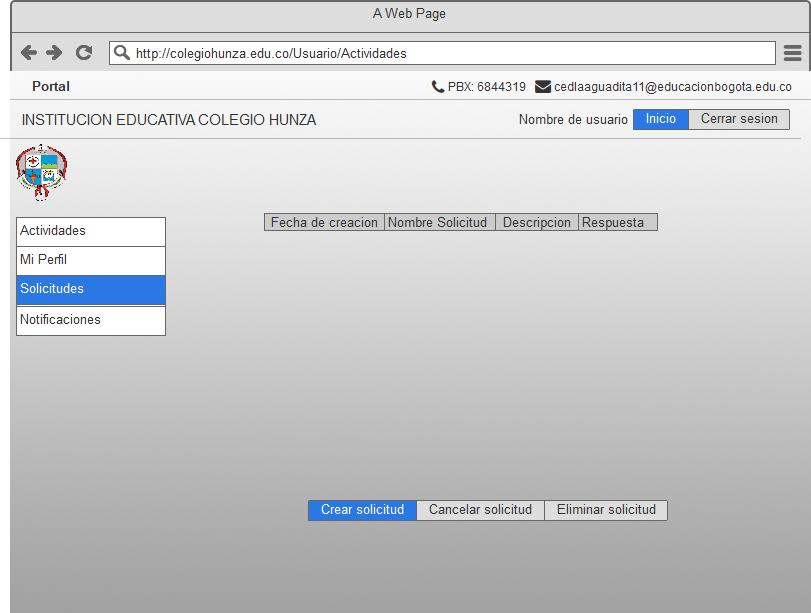 A Web Page
http://colegiohunza.edu.co/Usuario/Actividades
Portal PBX: 6844319 cedlaaguadita11@educacionbogota.edu.co
INSTITUCION EDUCATIVA COLEGIO HUNZA Nombre de usuario Inicio Cerrar sesion
Actividades
Mi Perfil
Solicitudes
Notificaciones
Fecha de creacion Nombre Solicitud Descripcion Respuesta
Crear solicitud Cancelar solicitud Eliminar solicitud